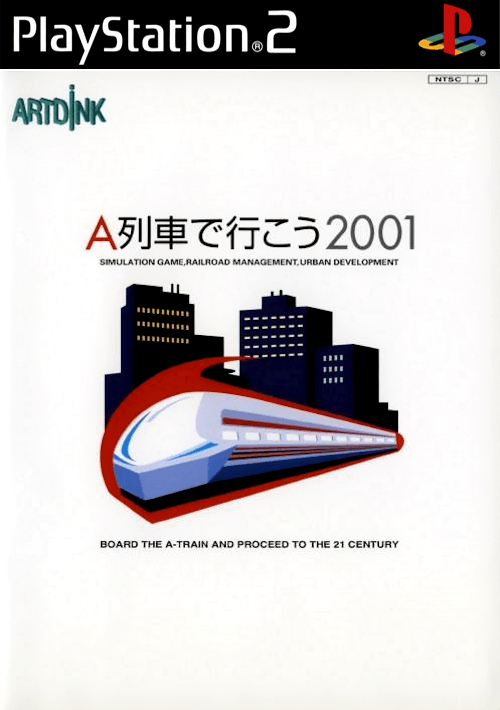 PlayStation®2
NTSC J
ARTDINK
A列車で行こう2001
SIMULATION GAME,RAILROAD MANAGEMENT,URBAN DEVELOPMENT
BOARD THE A-TRAIN AND PROCEED TO THE 21 CENTURY